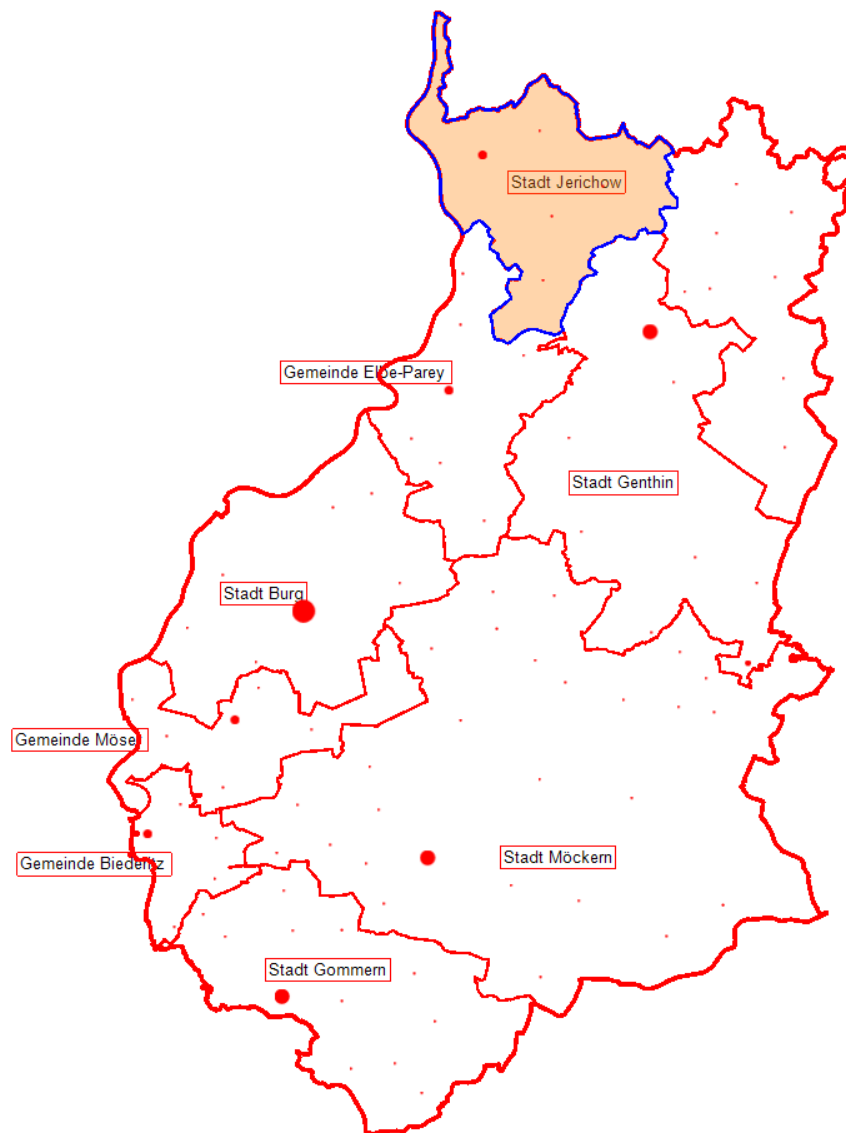 Stadt Jerichow
Gemeinde Elbe-Parey
Stadt Genthin
Stadt Burg
Gemeinde Möser
Gemeinde Biederitz
Stadt Möckern
Stadt Gommern